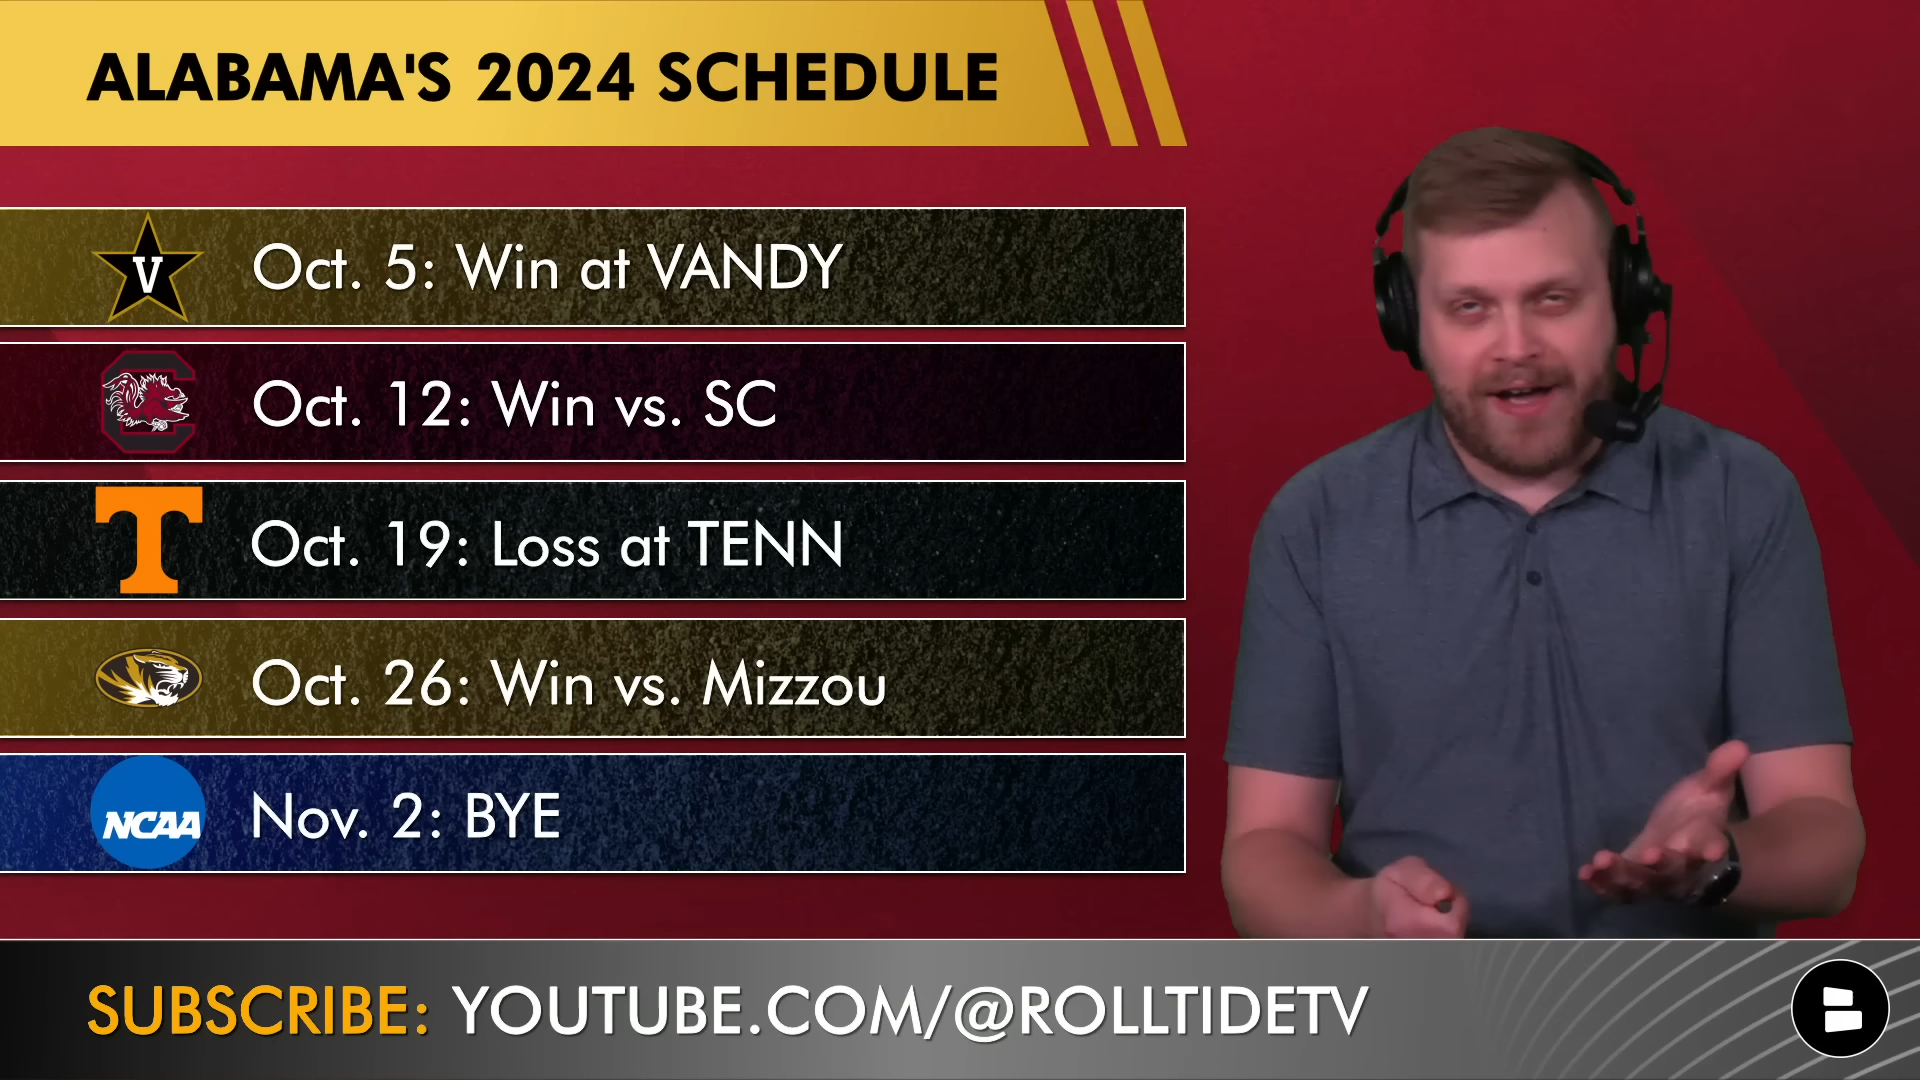 ALABAMA'S 2024 SCHEDULE
V
Oct. 5: Win at VANDY
C
Oct. 12: Win vs. SC
T
Oct. 19: Loss at TENN
Oct. 26: Win vs. Mizzou
NCAA
Nov. 2: BYE
SUBSCRIBE: YOUTUBE.COM/@ROLLTIDETV